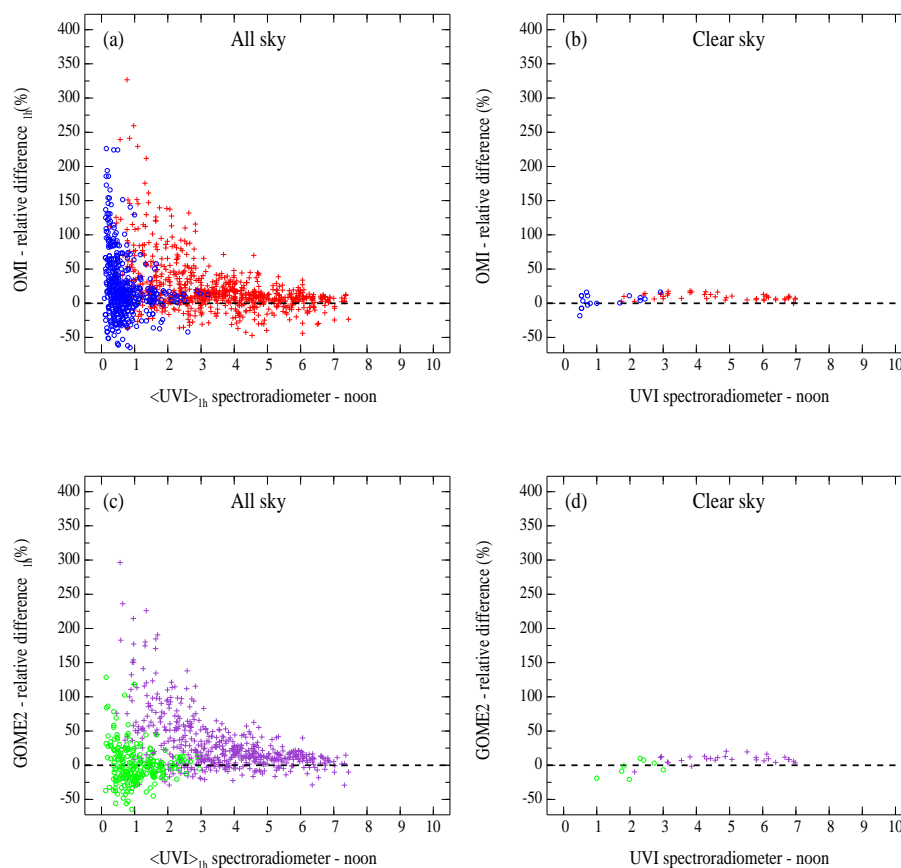 (a) All sky
OMI - relative difference 1h(%)
400
350
300
250
200
150
100
50
0
-50
0 1 2 3 4 5 6 7 8 9 10
<UVI>1h spectroradiometer - noon
(b) Clear sky
OMI - relative difference (%)
400
350
300
250
200
150
100
50
0
-50
0 1 2 3 4 5 6 7 8 9 10
UVI spectroradiometer - noon
(c) All sky
GOME2 - relative difference 1h(%)
400
350
300
250
200
150
100
50
0
-50
0 1 2 3 4 5 6 7 8 9 10
<UVI>1h spectroradiometer - noon
(d) Clear sky
GOME2 - relative difference (%)
400
350
300
250
200
150
100
50
0
-50
0 1 2 3 4 5 6 7 8 9 10
UVI spectroradiometer - noon